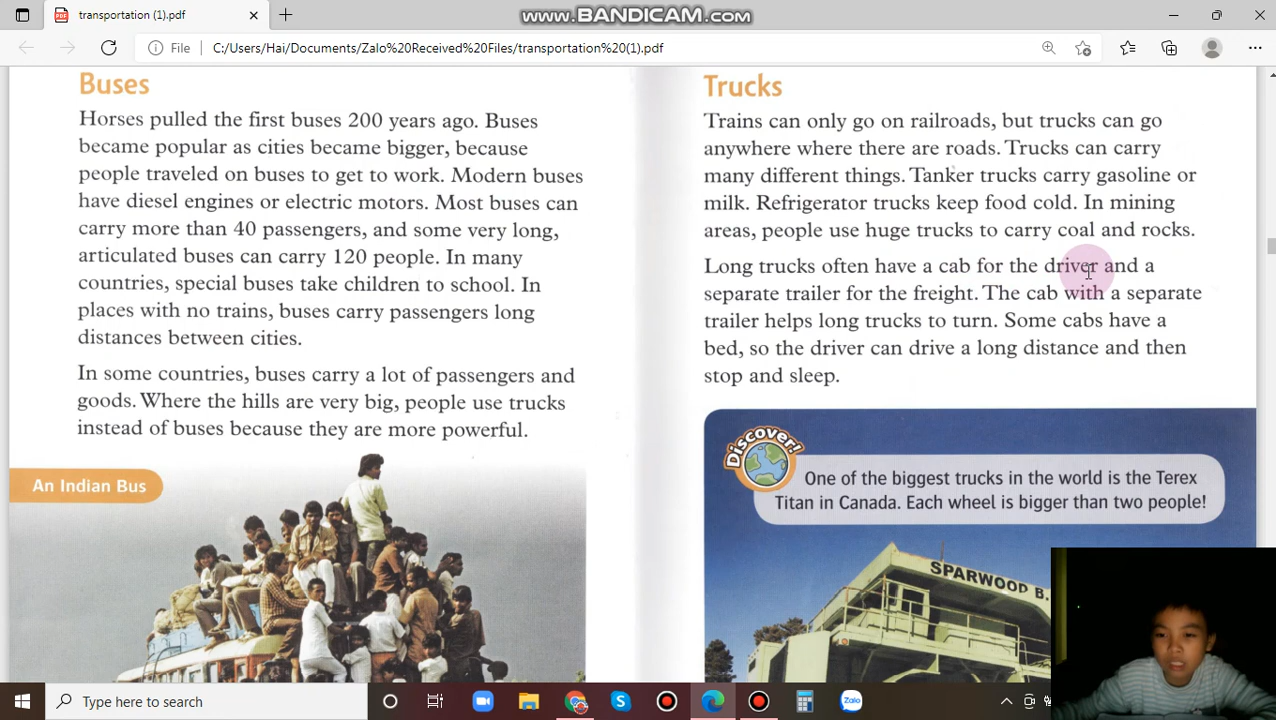 transportation (1).pdf
www.BANDICAM.com
File
C:/Users/Hai/Documents/Zalo%20Received%20Files/transportation%20(1).pdf
Buses
Horses pulled the first buses 200 years ago. Buses
became popular as cities became bigger, because
people traveled on buses to get to work. Modern buses
have diesel engines or electric motors. Most buses can
carry more than 40 passengers, and some very long,
articulated buses can carry 120 people. In many
countries, special buses take children to school. In
places with no trains, buses carry passengers long
distances between cities.
In some countries, buses carry a lot of passengers and
goods. Where the hills are very big, people use trucks
instead of buses because they are more powerful.
An Indian Bus
Trucks
Trains can only go on railroads, but trucks can go
anywhere where there are roads. Trucks can carry
many different things. Tanker trucks carry gasoline or
milk. Refrigerator trucks keep food cold. In mining
areas, people use huge trucks to carry coal and rocks.
Long trucks often have a cab for the driver and a
separate trailer for the freight. The cab with a separate
trailer helps long trucks to turn. Some cabs have a
bed, so the driver can drive a long distance and then
stop and sleep.
Discover!
One of the biggest trucks in the world is the Terex
Titan in Canada. Each wheel is bigger than two people!
SPARWOOD B.
Type here to search
Zalo